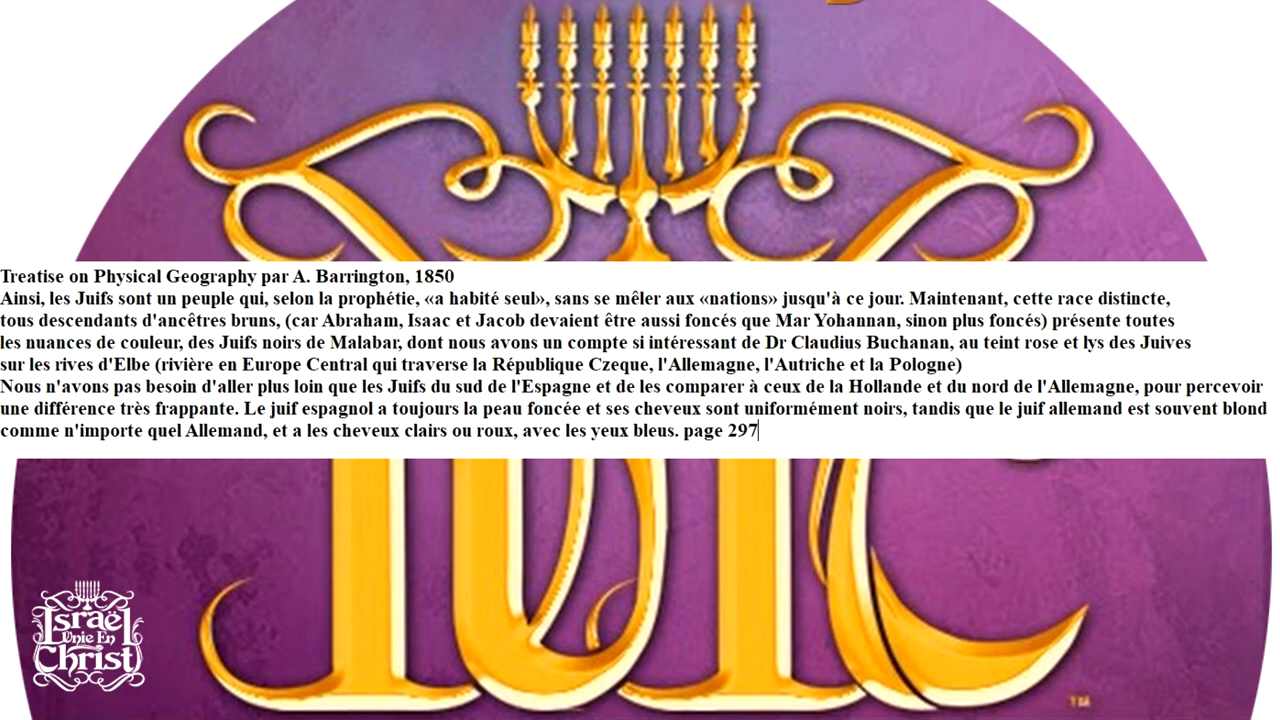 Treatise on Physical Geography par A. Barrington, 1850
Ainsi, les Juifs sont un peuple qui, selon la prophétie, «a habité seul», sans se mêler aux «nations» jusqu'à ce jour. Maintenant, cette race distincte,
tous descendants d'ancêtres bruns, (car Abraham, Isaac et Jacob devaient être aussi foncés que Mar Yohannan, sinon plus foncés) présente toutes
les nuances de couleur, des Juifs noirs de Malabar, dont nous avons un compte si intéressant de Dr Claudius Buchanan, au teint rose et lys des Juives
sur les rives d'Elbe (rivière en Europe Central qui traverse la République Czeque, l'Allemagne, l'Autriche et la Pologne)
Nous n'avons pas besoin d'aller plus loin que les Juifs du sud de l'Espagne et de les comparer à ceux de la Hollande et du nord de l'Allemagne, pour percevoir
une différence très frappante. Le juif espagnol a toujours la peau foncée et ses cheveux sont uniformément noirs, tandis que le juif allemand est souvent blond
comme n'importe quel Allemand, et a les cheveux clairs ou roux, avec les yeux bleus. page 297
IUIC
TM
Israël
Unie En
Christ